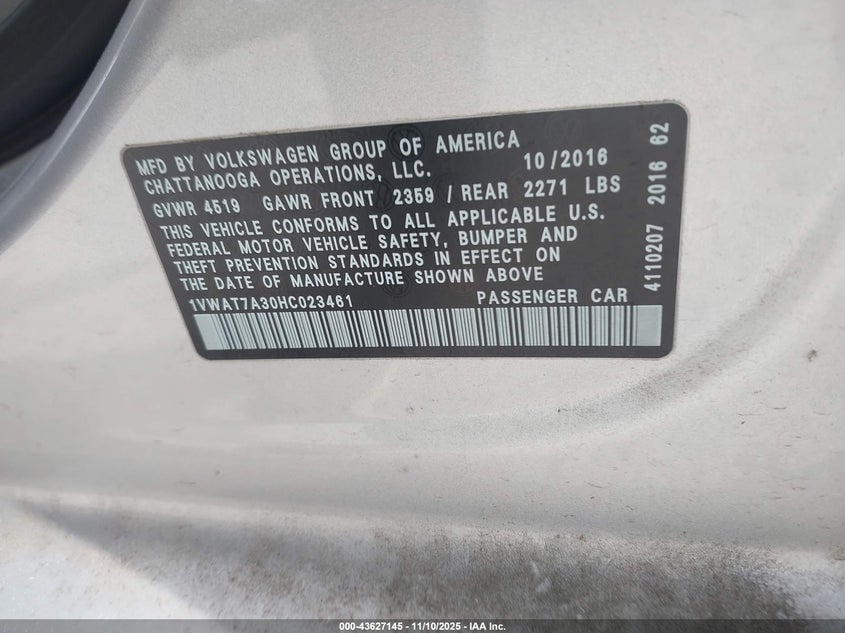 MFD BY VOLKSWAGEN GROUP OF AMERICA
CHATTANOOGA OPERATIONS, LLC. 10/2016
GVWR 4519 GAWR FRONT 2359 / REAR 2271 LBS
THIS VEHICLE CONFORMS TO ALL APPLICABLE U.S.
FEDERAL MOTOR VEHICLE SAFETY, BUMPER AND
THEFT PREVENTION STANDARDS IN EFFECT ON
THE DATE OF MANUFACTURE SHOWN ABOVE
1VWAT7A30HC023461 PASSENGER CAR
4110207 2016 62
000-43627145 - 11/10/2025 - IAA Inc.